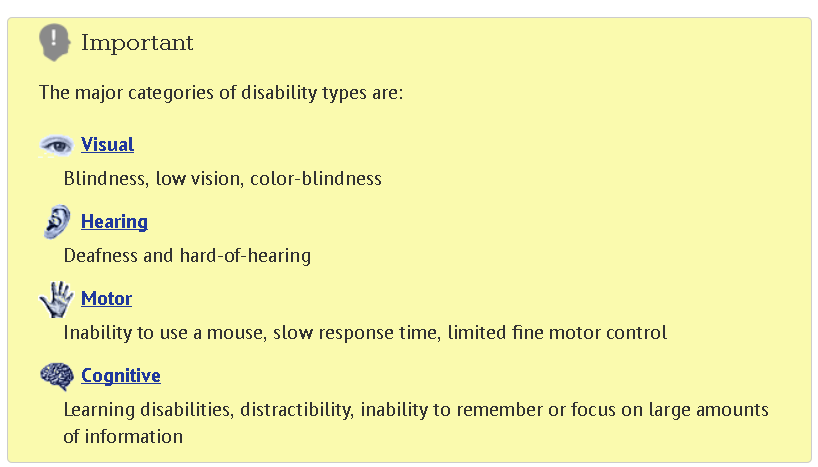 Important
The major categories of disability types are:
Visual
Blindness, low vision, color-blindness
Hearing
Deafness and hard-of-hearing
Motor
Inability to use a mouse, slow response time, limited fine motor control
Cognitive
Learning disabilities, distractibility, inability to remember or focus on large amounts
of information